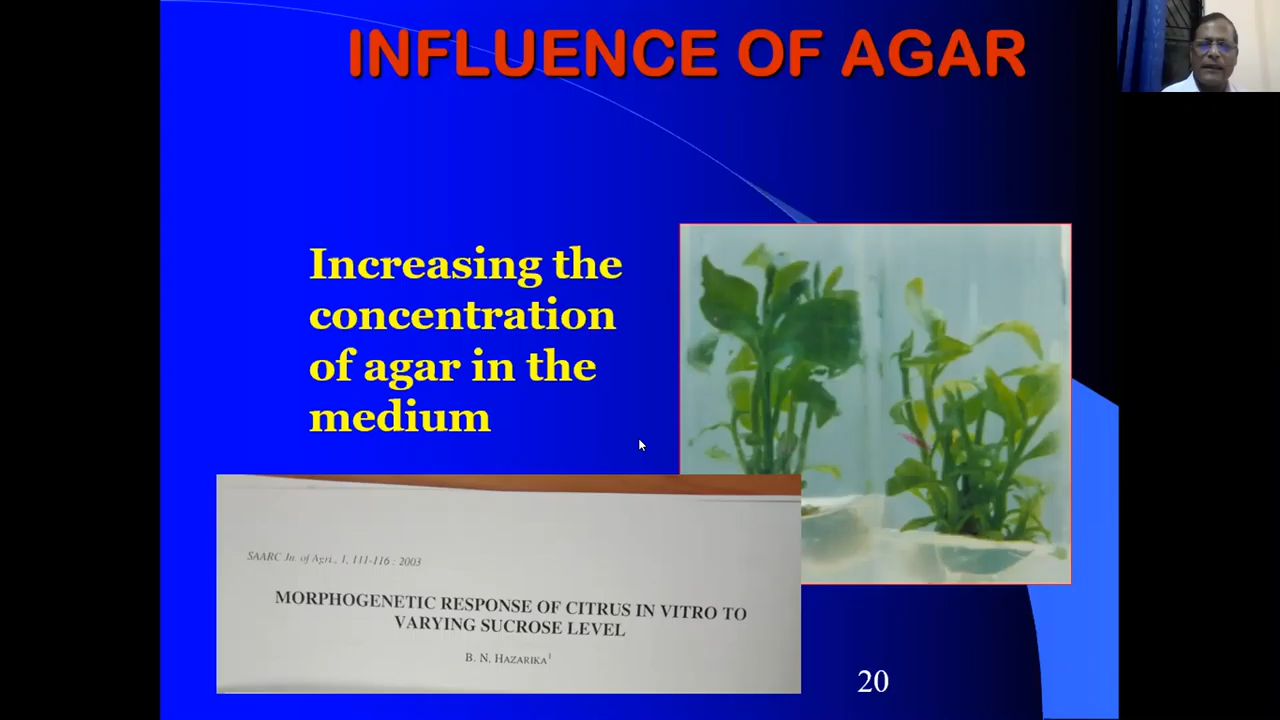 INFLUENCE OF AGAR
Increasing the
concentration
of agar in the
medium
SAARC Jn. of Agri., 1, 111-116 : 2003
MORPHOGENETIC RESPONSE OF CITRUS IN VITRO TO
VARYING SUCROSE LEVEL
B. N. HAZARIKA¹
20